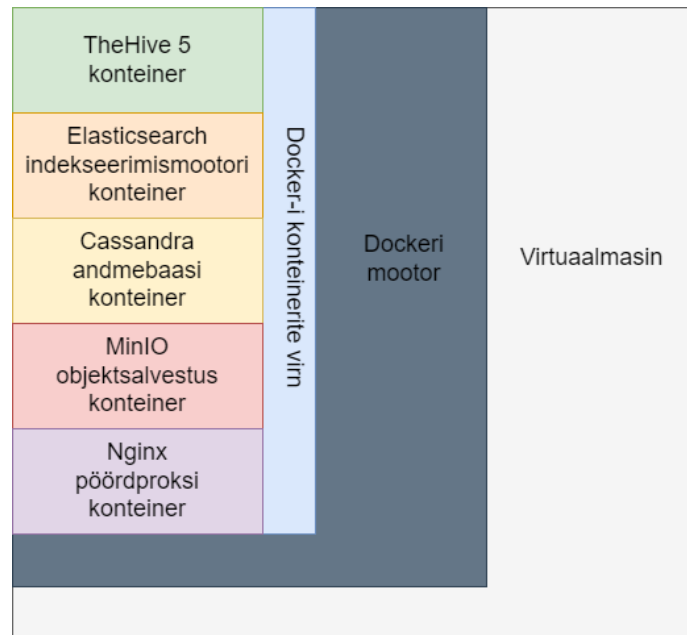 TheHive 5
konteiner
Elasticsearch
indekseerimismootori
konteiner
Cassandra
andmebaasi
konteiner
MinIO
objektsalvestus
konteiner
Nginx
pöördproksi
konteiner
Docker-i konteinerite virn
Dockeri
mootor
Virtuaalmasin